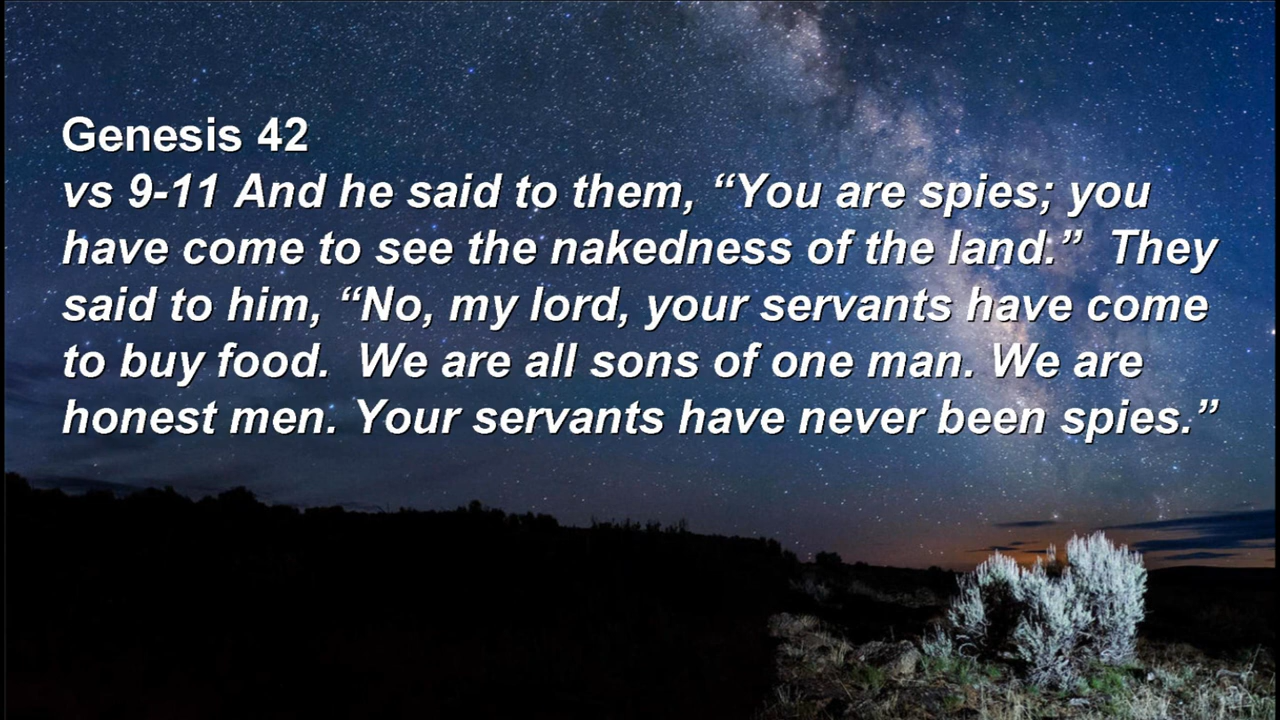 Genesis 42
vs 9-11 And he said to them, “You are spies; you
have come to see the nakedness of the land.”  They
said to him, “No, my lord, your servants have come
to buy food.  We are all sons of one man. We are
honest men. Your servants have never been spies.”